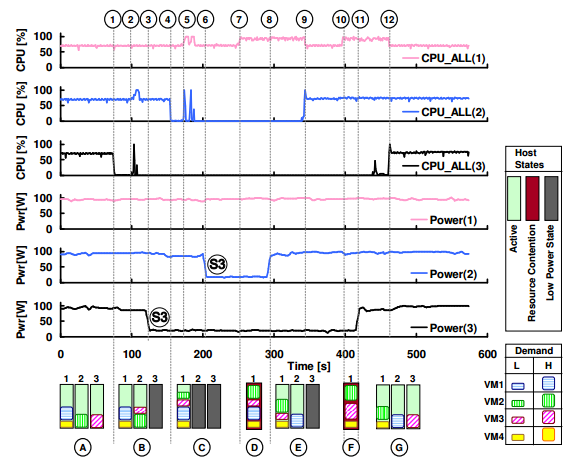 1 2 3 4 5 6 7 8 9 10 11 12
CPU [%]
100
50
0
CPU_ALL(1)
CPU [%]
100
50
0
CPU_ALL(2)
CPU [%]
100
50
0
CPU_ALL(3)
Pwr[W]
100
50
0
Power(1)
Pwr[W]
100
50
0
S3
Power(2)
Pwr[W]
100
50
0
S3
Power(3)
0 100 200 300 400 500 600
Time [s]
1 2 3 1 2 3 1 2 3 1 1 2 3 1 1 2 3
A B C D E F G
Host
States
Active
Resource Contention
Low Power State
Demand
L H
VM1
VM2
VM3
VM4